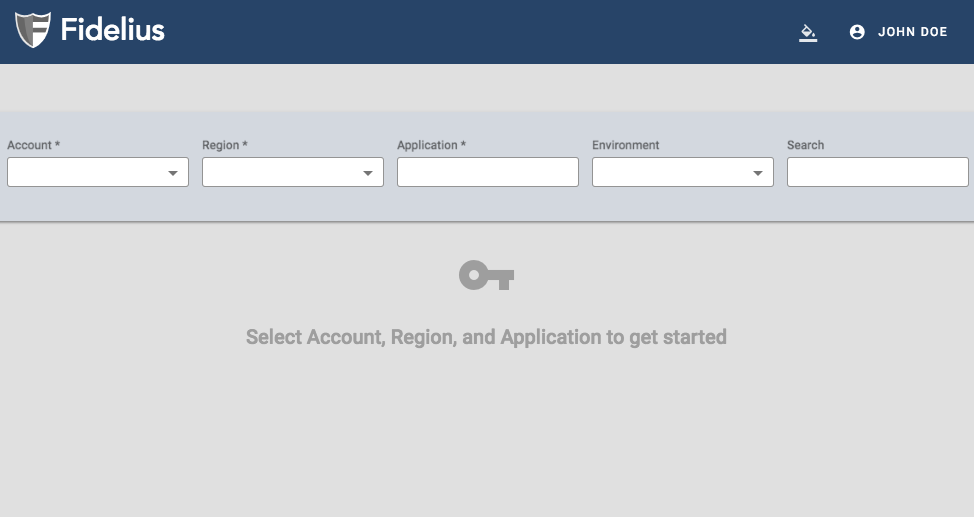 Fidelius
JOHN DOE
Account * Region * Application * Environment Search
Select Account, Region, and Application to get started